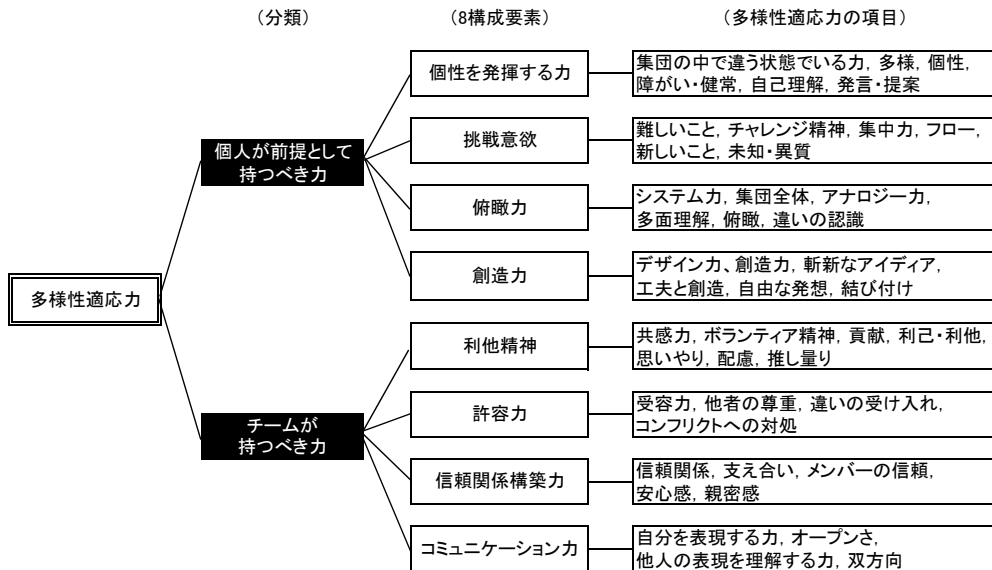 （分類）
（8構成要素）
（多様性適応力の項目）
多様性適応力
個人が前提として
持つべき力
個性を発揮する力
集団の中で違う状態でいる力, 多様, 個性,
障がい・健常, 自己理解, 発言・提案
挑戦意欲
難しいこと, チャレンジ精神, 集中力, フロー,
新しいこと, 未知・異質
俯瞰力
システム力, 集団全体, アナロジー力,
多面理解, 俯瞰, 違いの認識
創造力
デザイン力、創造力, 斬新なアイディア,
工夫と創造, 自由な発想, 結び付け
チームが
持つべき力
利他精神
共感力, ボランティア精神, 貢献, 利己・利他,
思いやり, 配慮, 推し量り
許容力
受容力, 他者の尊重, 違いの受け入れ,
コンフリクトへの対処
信頼関係構築力
信頼関係, 支え合い, メンバーの信頼,
安心感, 親密感
コミュニケーション力
自分を表現する力, オープンさ,
他人の表現を理解する力, 双方向